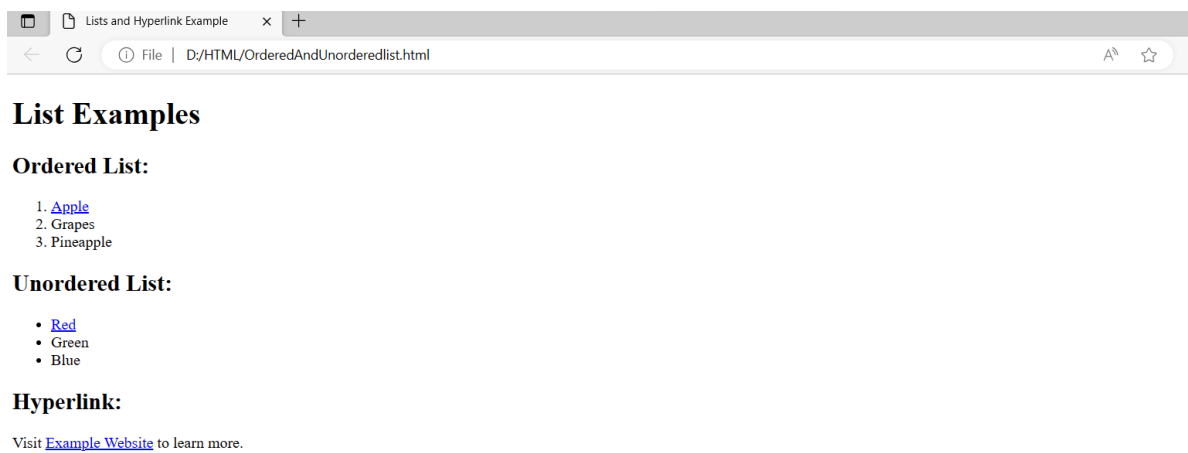 Lists and Hyperlink Example
File | D:/HTML/OrderedAndUnorderedlist.html
List Examples
Ordered List:
1. Apple
2. Grapes
3. Pineapple
Unordered List:
• Red
• Green
• Blue
Hyperlink:
Visit Example Website to learn more.